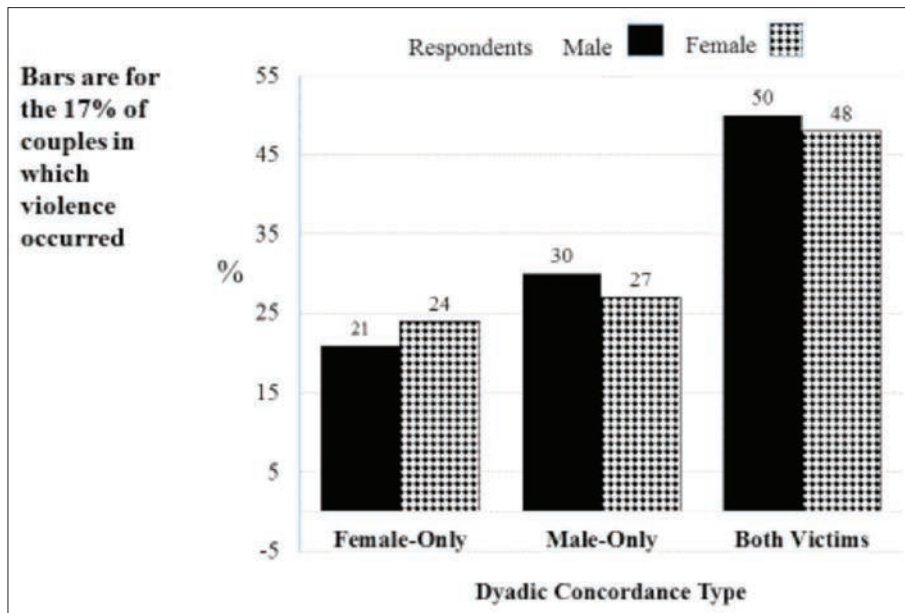 Respondents Male Female
Bars are for
the 17% of
couples in
which
violence
occurred
%
55
45
35
25
15
5
-5
21
24
30
27
50
48
Female-Only Male-Only Both Victims
Dyadic Concordance Type